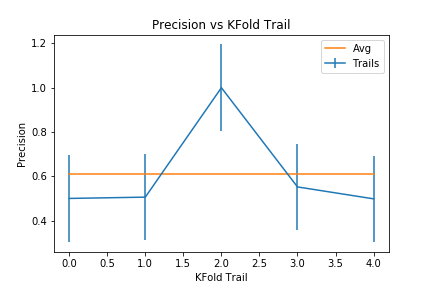 Precision vs KFold Trail
Avg
Trails
1.2
1.0
0.8
0.6
0.4
Precision
0.0 0.5 1.0 1.5 2.0 2.5 3.0 3.5 4.0
KFold Trail